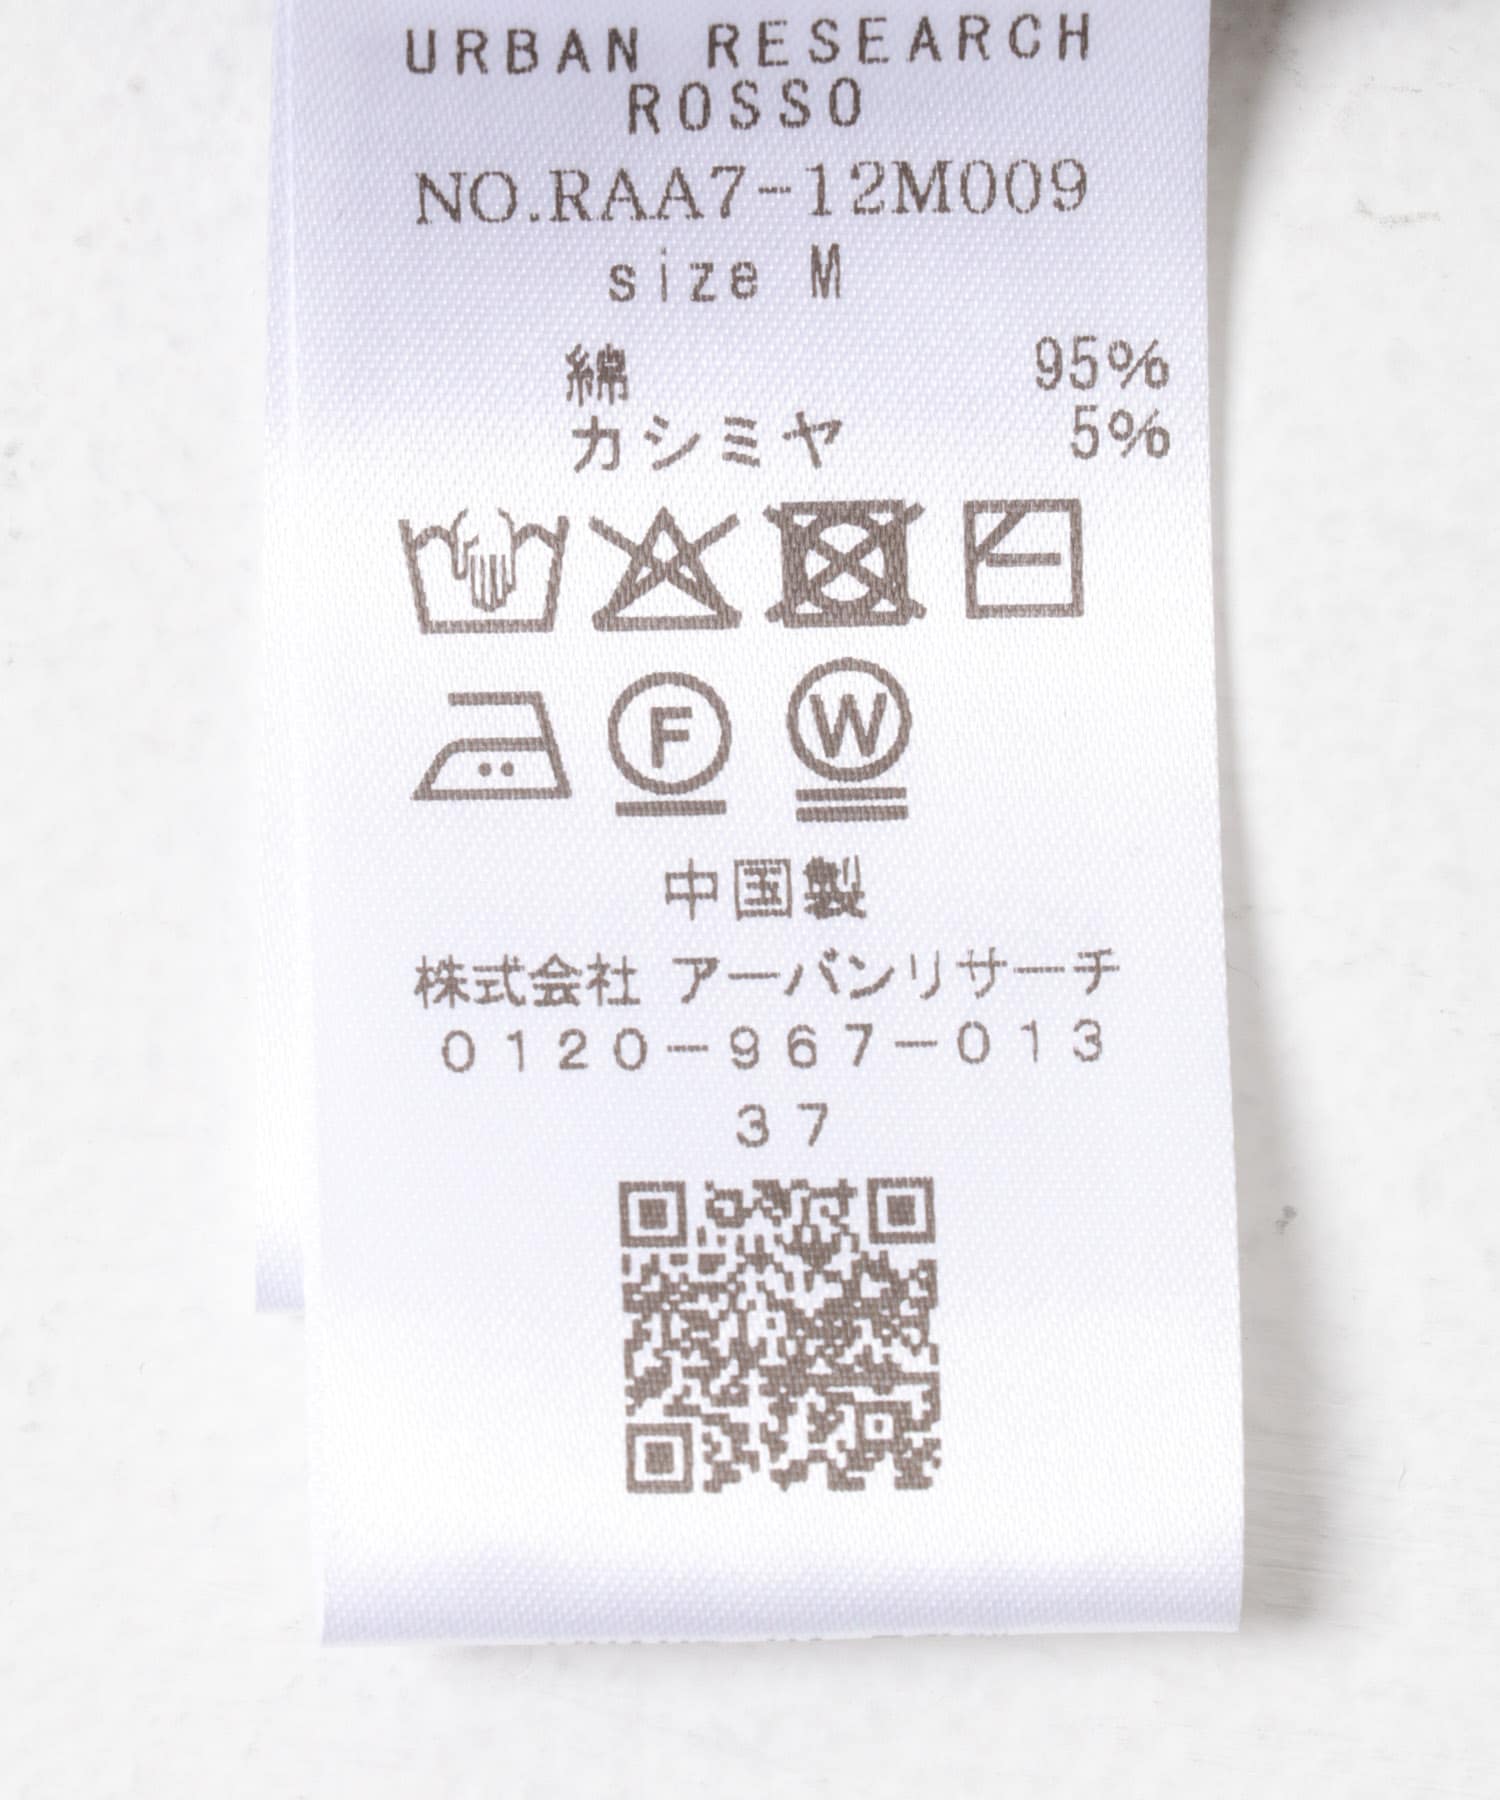 URBAN RESEARCH
ROSSO
NO.RAA7-12M009
size M
綿 95%
カシミヤ 5%
F W
中国製
株式会社 アーバンリサーチ
0120-967-013
37